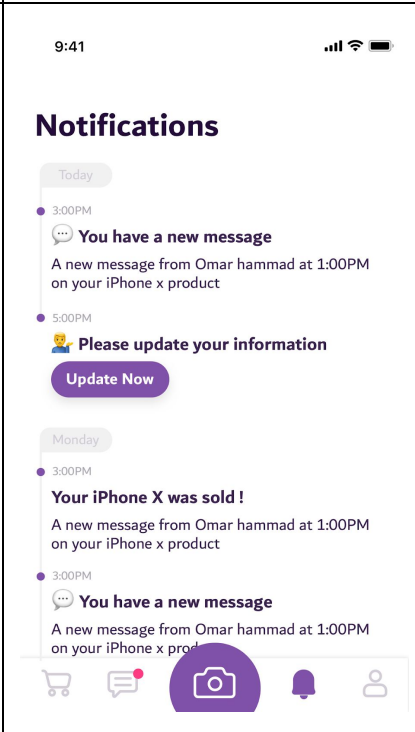 9:41
Notifications
Today
3:00PM
💬 You have a new message
A new message from Omar hammad at 1:00PM
on your iPhone x product
5:00PM
💁‍♂️ Please update your information
Update Now
Monday
3:00PM
Your iPhone X was sold !
A new message from Omar hammad at 1:00PM
on your iPhone x product
3:00PM
💬 You have a new message
A new message from Omar hammad at 1:00PM
on your iPhone x